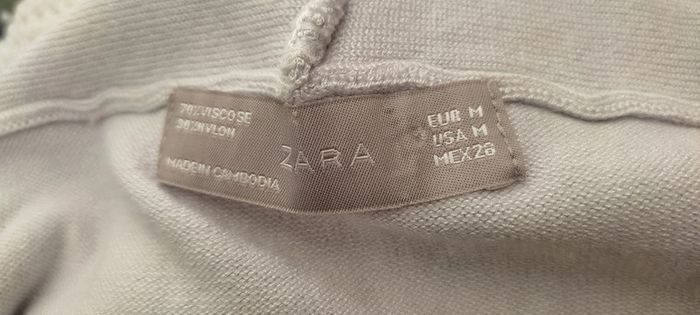 70% VISCOSE
30% NYLON
MADE IN CAMBODIA
ZARA
EUR M
USA M
MEX 28